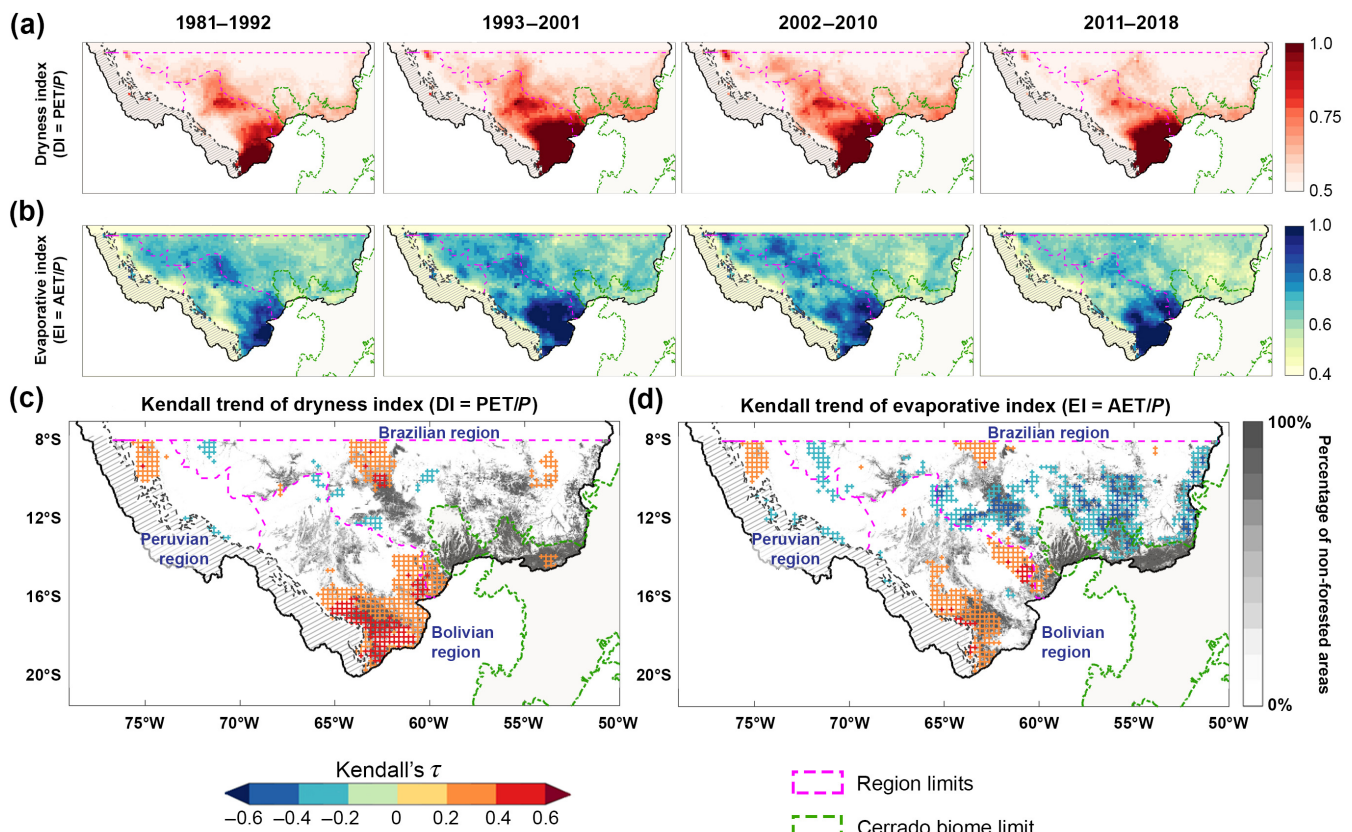 (a)
1981–1992 1993–2001 2002–2010 2011–2018
Dryness index
(DI = PET/P)
1.0
0.75
0.5
(b)
Evaporative index
(EI = AET/P)
1.0
0.8
0.6
0.4
(c) Kendall trend of dryness index (DI = PET/P)
8°S
12°S
16°S
20°S
Brazilian region
Peruvian
region
Bolivian
region
75°W 70°W 65°W 60°W 55°W 50°W
(d) Kendall trend of evaporative index (EI = AET/P)
8°S
12°S
16°S
20°S
Brazilian region
Peruvian
region
Bolivian
region
75°W 70°W 65°W 60°W 55°W 50°W
100%
Percentage of non-forested areas
0%
Kendall's τ
–0.6 –0.4 –0.2 0 0.2 0.4 0.6
Region limits
Cerrado biome limit